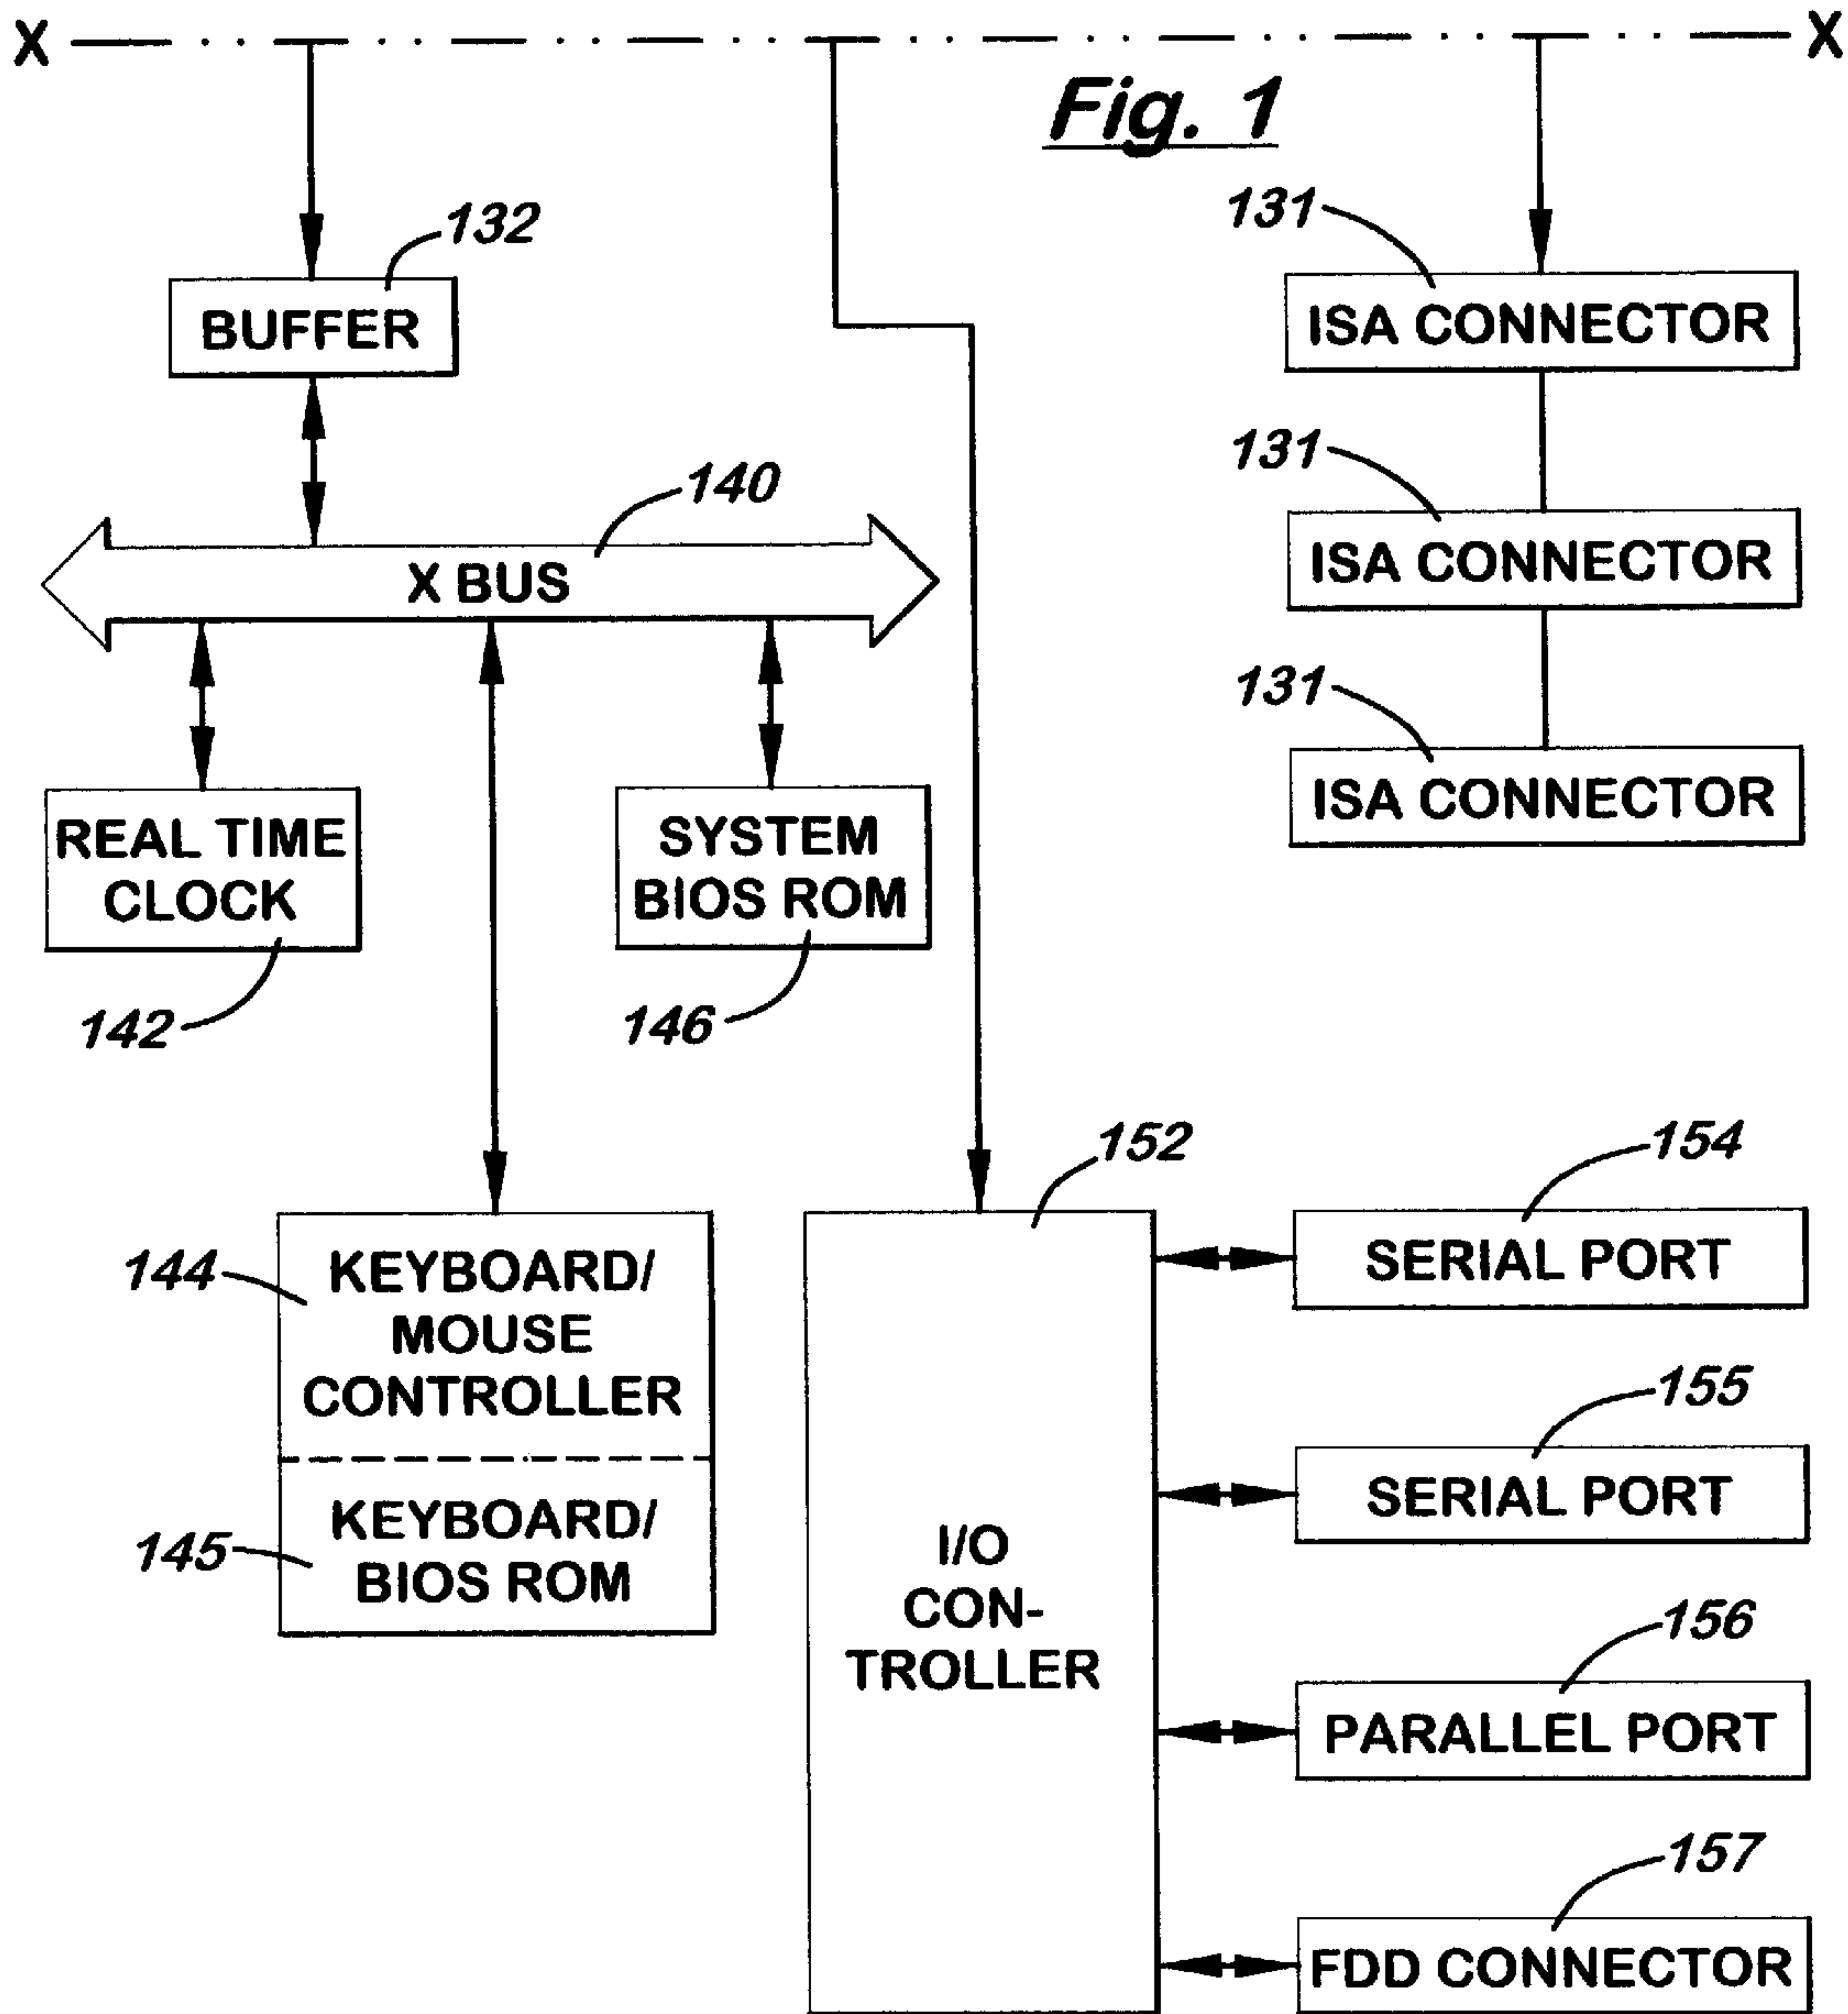 X X
Fig. 1
132
BUFFER
131
ISA CONNECTOR
131
ISA CONNECTOR
131
ISA CONNECTOR
140
X BUS
REAL TIME
CLOCK
142
SYSTEM
BIOS ROM
146
144
KEYBOARD/
MOUSE
CONTROLLER
145
KEYBOARD/
BIOS ROM
152
I/O
CON-
TROLLER
154
SERIAL PORT
155
SERIAL PORT
156
PARALLEL PORT
157
FDD CONNECTOR